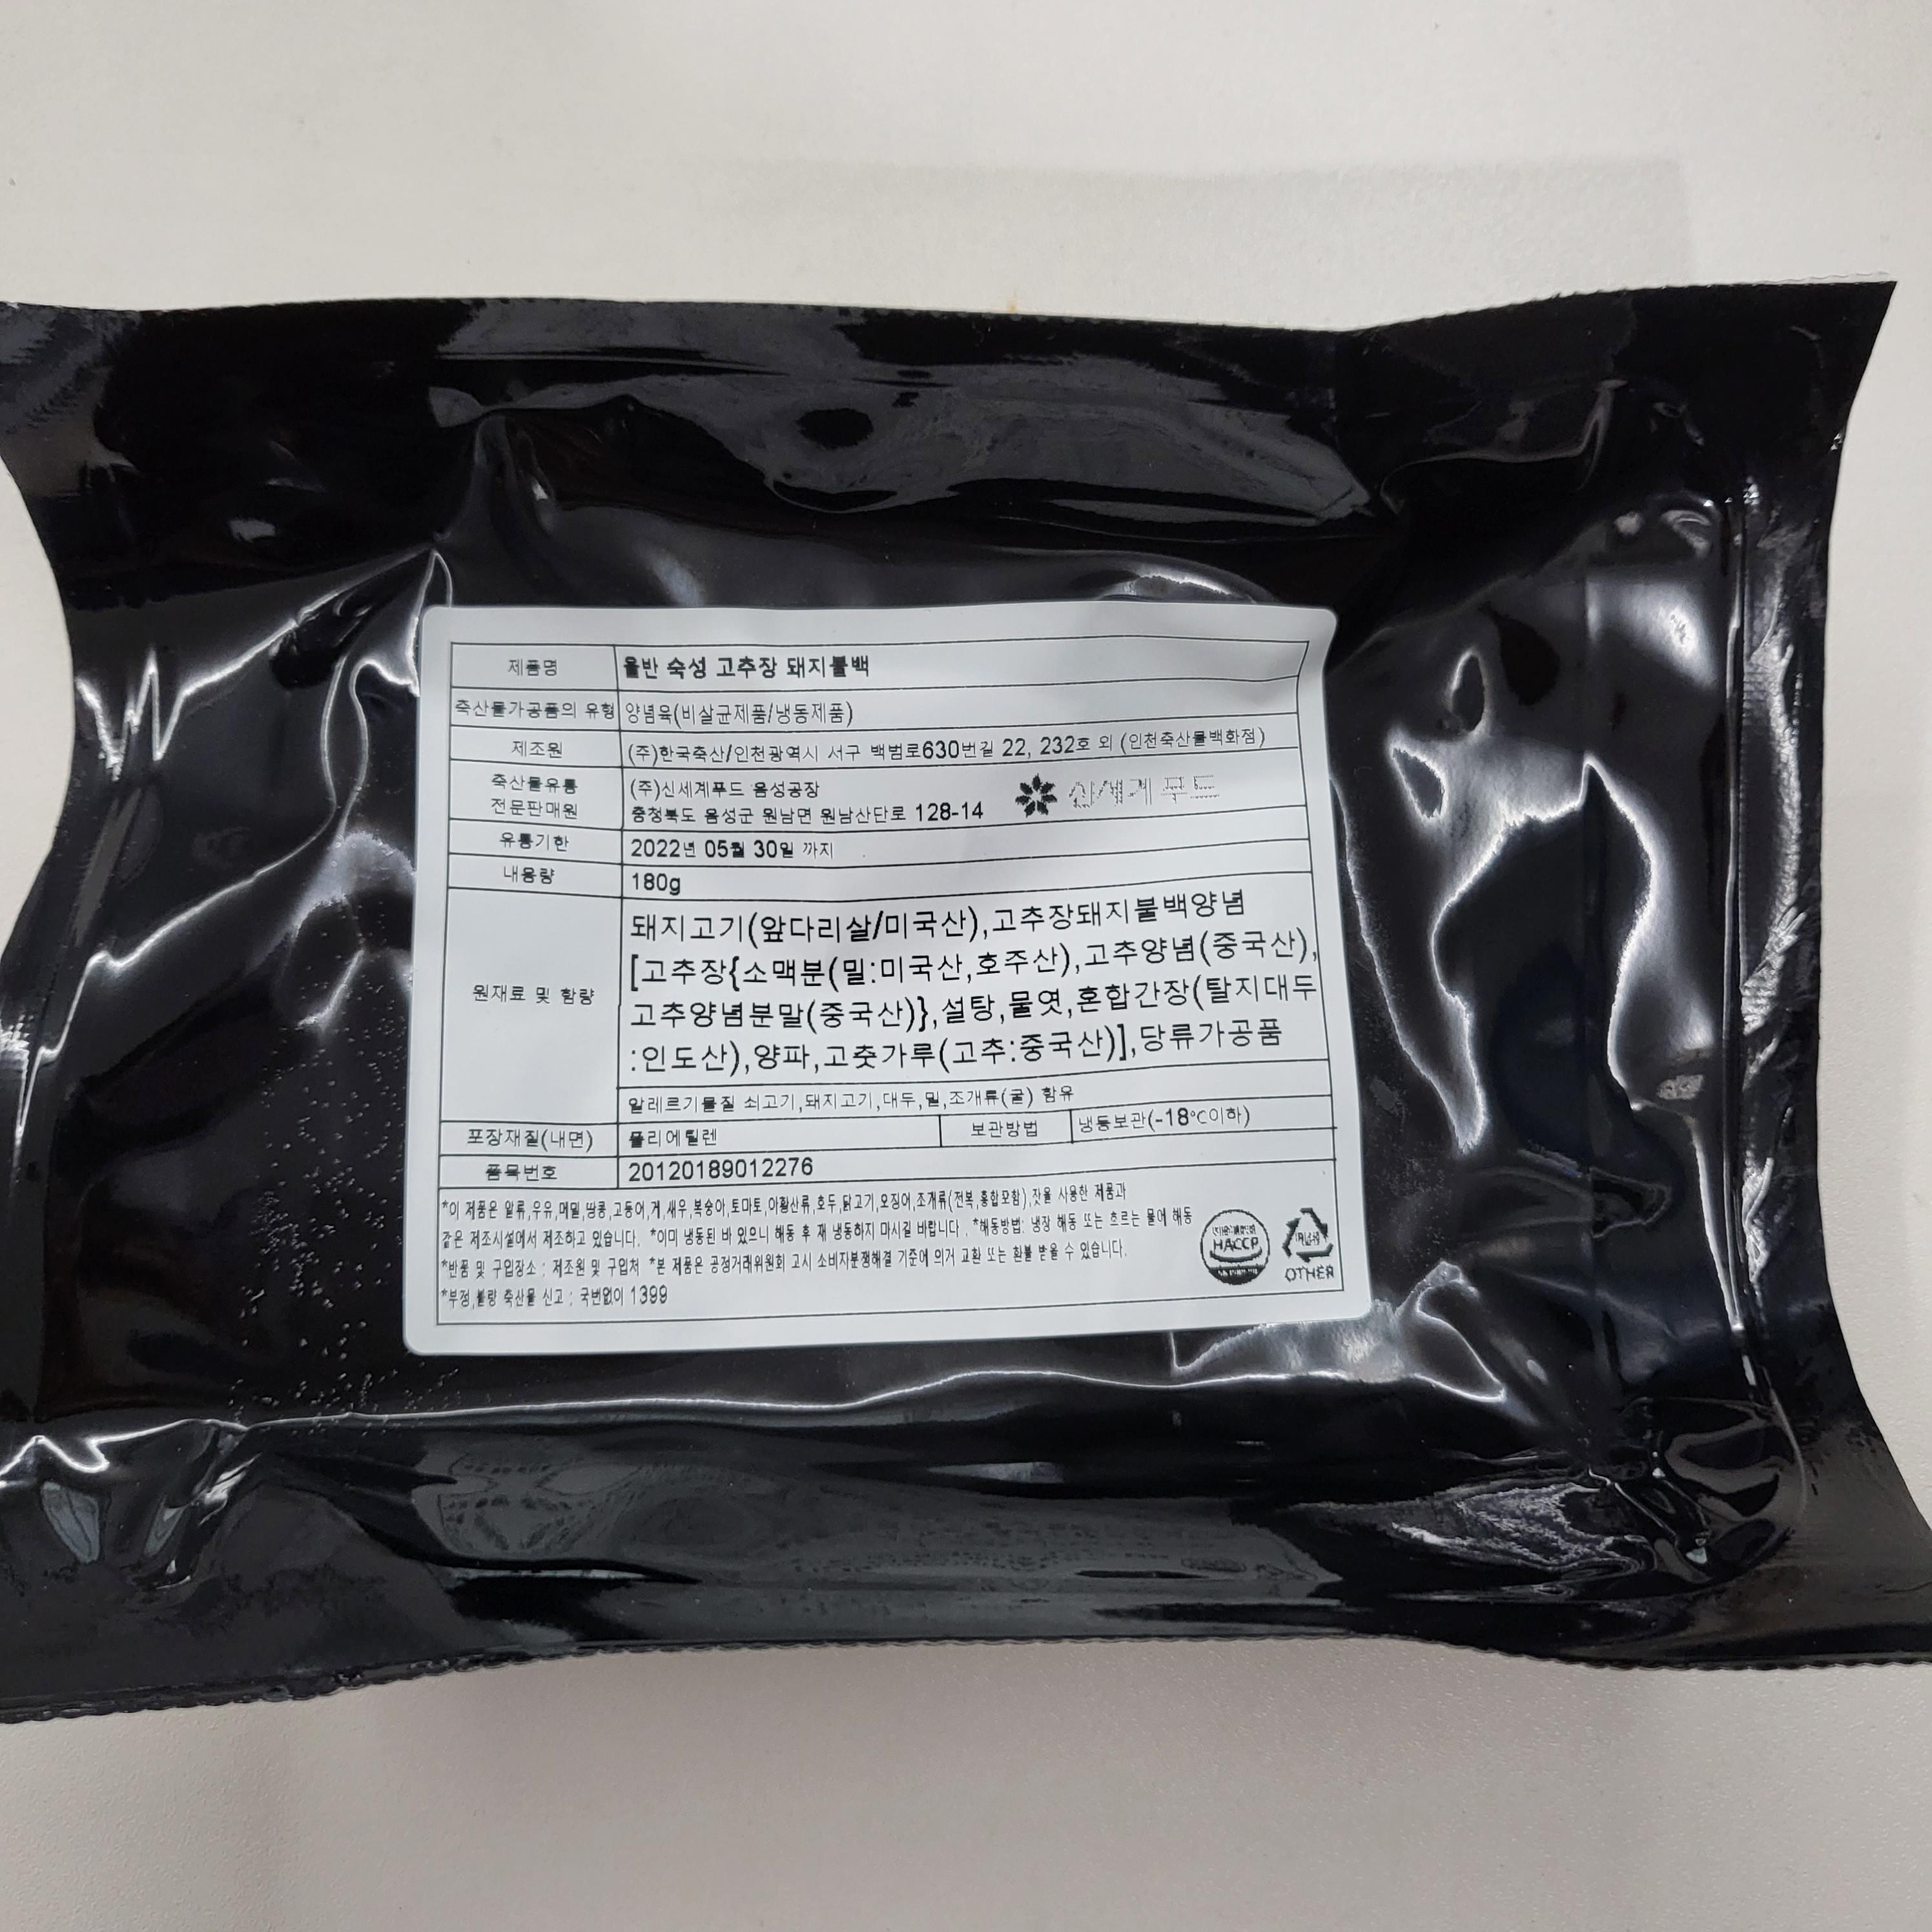 제품명 올반 숙성 고추장 돼지불백
축산물가공품의 유형 양념육(비살균제품/냉동제품)
제조원 (주)한국축산/인천광역시 서구 백범로630번길 22, 232호 외 (인천축산물백화점)
축산물유통 (주)신세계푸드 음성공장 신세계푸드
전문판매원 충청북도 음성군 원남면 원남산단로 128-14
유통기한 2022년 05월 30일 까지
내용량 180g
원재료 및 함량
돼지고기(앞다리살/미국산),고추장돼지불백양념
[고추장{소맥분(밀:미국산,호주산),고추양념(중국산),
고추양념분말(중국산)},설탕,물엿,혼합간장(탈지대두
:인도산),양파,고춧가루(고추:중국산)],당류가공품
알레르기물질 쇠고기,돼지고기,대두,밀,조개류(굴) 함유
포장재질(내면) 폴리에틸렌 보관방법 냉동보관(-18℃이하)
품목번호 20120189012276
*이 제품은 알류,우유,메밀,땅콩,고등어,게,새우,복숭아,토마토,아황산류,호두,닭고기,오징어,조개류(전복,홍합포함),잣을 사용한 제품과
같은 제조시설에서 제조하고 있습니다. *이미 냉동된 바 있으니 해동 후 재 냉동하지 마시길 바랍니다. *해동방법: 냉장 해동 또는 흐르는 물에 해동
*반품 및 구입장소 : 제조원 및 구입처 *본 제품은 공정거래위원회 고시 소비자분쟁해결 기준에 의거 교환 또는 환불 받을 수 있습니다.
*부정,불량 축산물 신고 : 국번없이 1399
HACCP
OTHER